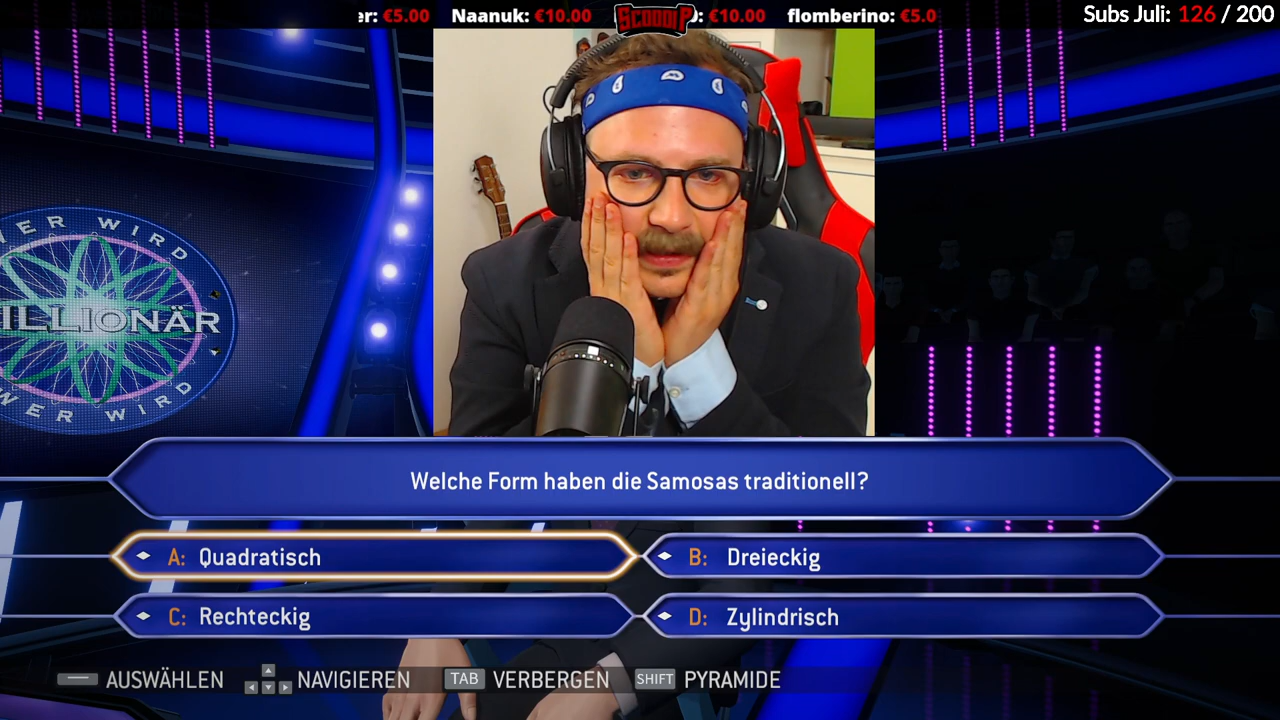 er: €5.00 Naanuk: €10.00 €10.00 flomberino: €5.0
SCOOOIP
Subs Juli: 126 / 200
WER WIRD
MILLIONÄR
WER WIRD
Welche Form haben die Samosas traditionell?
A: Quadratisch
B: Dreieckig
C: Rechteckig
D: Zylindrisch
AUSWÄHLEN NAVIGIEREN TAB VERBERGEN SHIFT PYRAMIDE